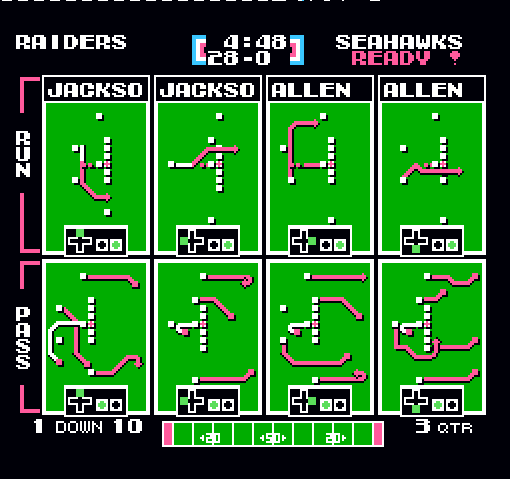 RAIDERS
4:48
SEAHAWKS
28-0
READY !
JACKSO
JACKSO
ALLEN
ALLEN
RUN
PASS
1 DOWN 10
20
50
20
3 QTR